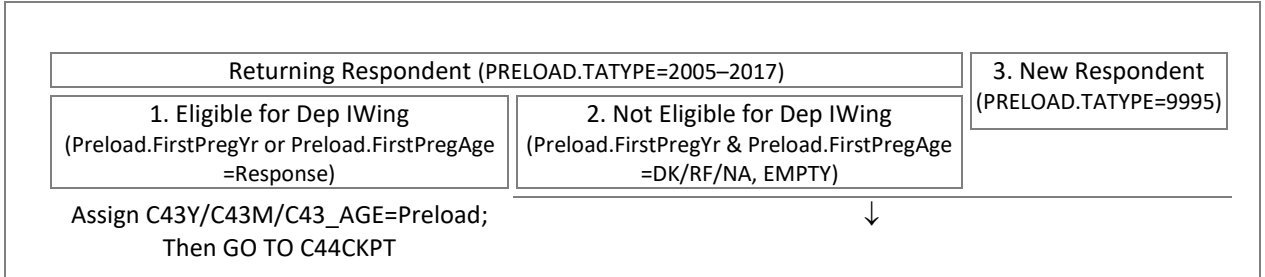 Returning Respondent (PRELOAD.TATYPE=2005–2017)
3. New Respondent
(PRELOAD.TATYPE=9995)
1. Eligible for Dep IWing
(Preload.FirstPregYr or Preload.FirstPregAge
=Response)
2. Not Eligible for Dep IWing
(Preload.FirstPregYr & Preload.FirstPregAge
=DK/RF/NA, EMPTY)
Assign C43Y/C43M/C43_AGE=Preload;
Then GO TO C44CKPT
↓